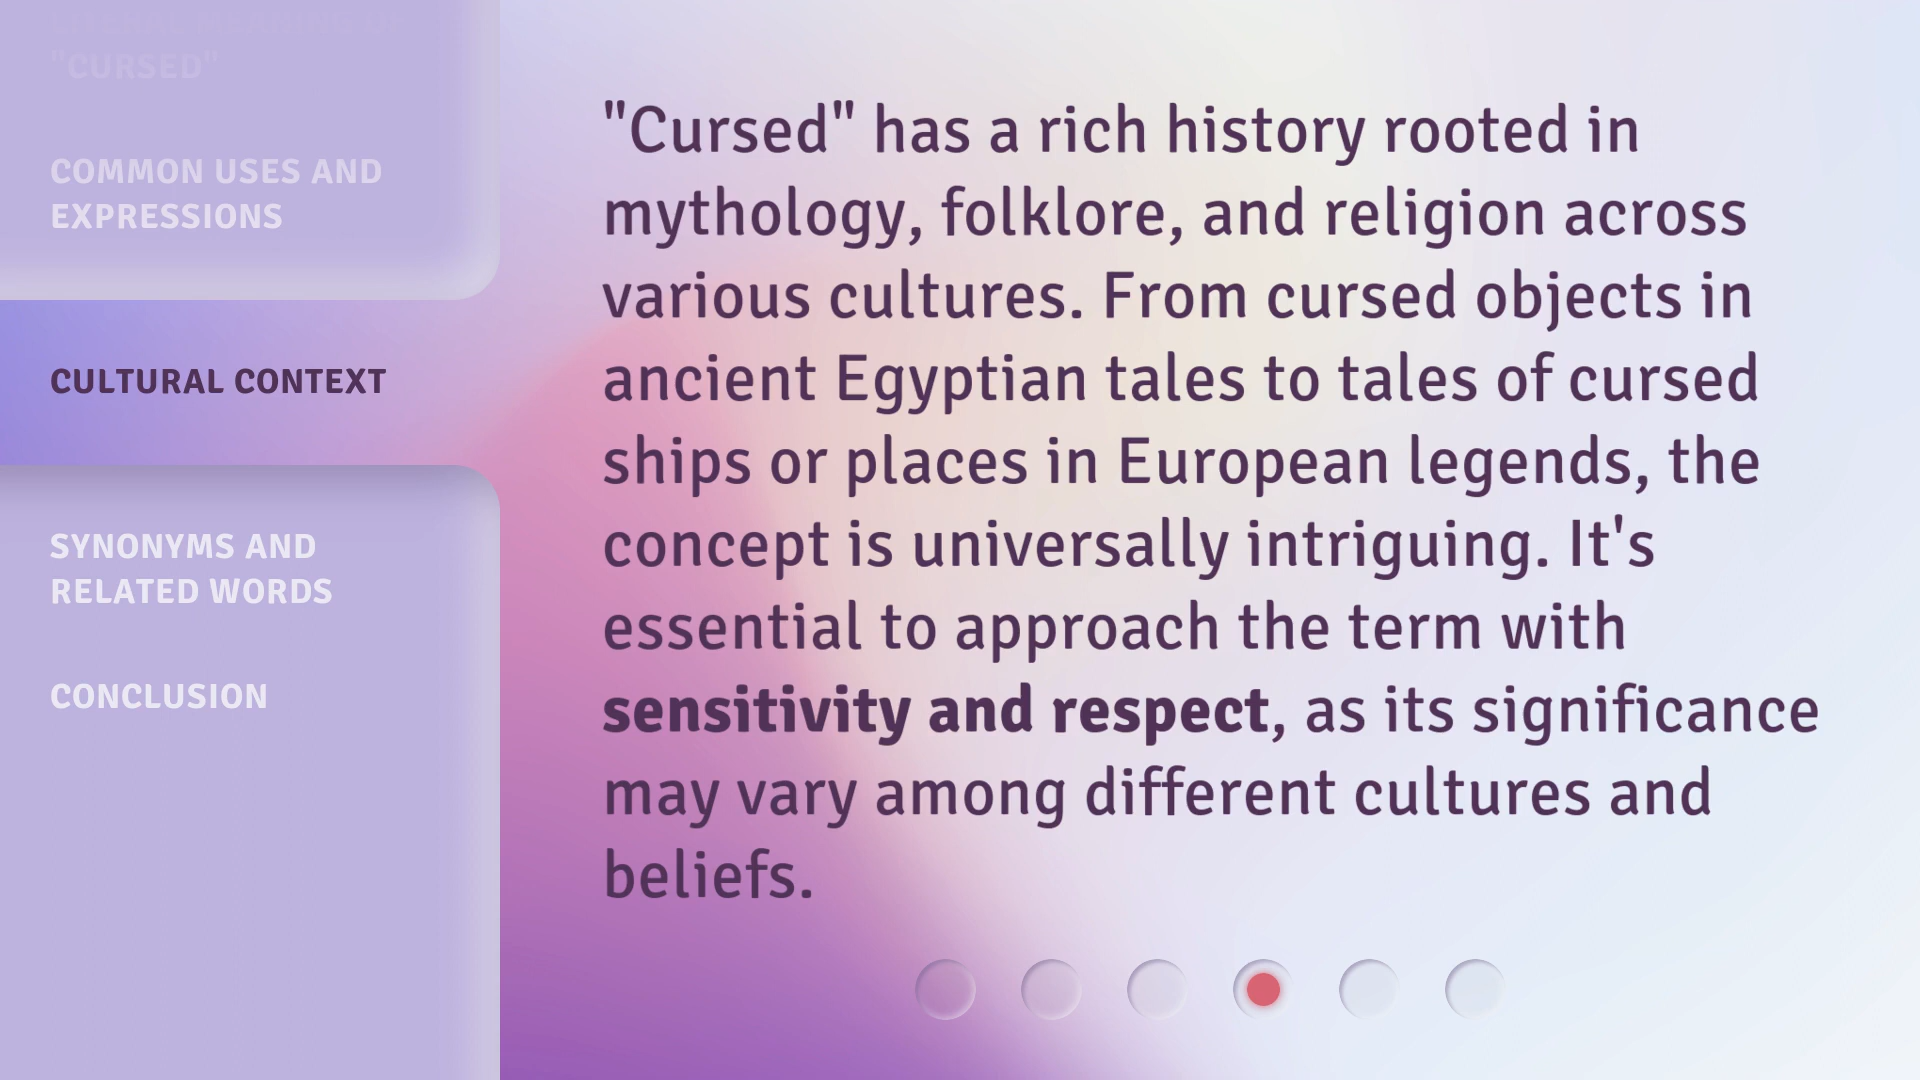 "CURSED"
COMMON USES AND
EXPRESSIONS
CULTURAL CONTEXT
SYNONYMS AND
RELATED WORDS
CONCLUSION
"Cursed" has a rich history rooted in
mythology, folklore, and religion across
various cultures. From cursed objects in
ancient Egyptian tales to tales of cursed
ships or places in European legends, the
concept is universally intriguing. It's
essential to approach the term with
sensitivity and respect, as its significance
may vary among different cultures and
beliefs.